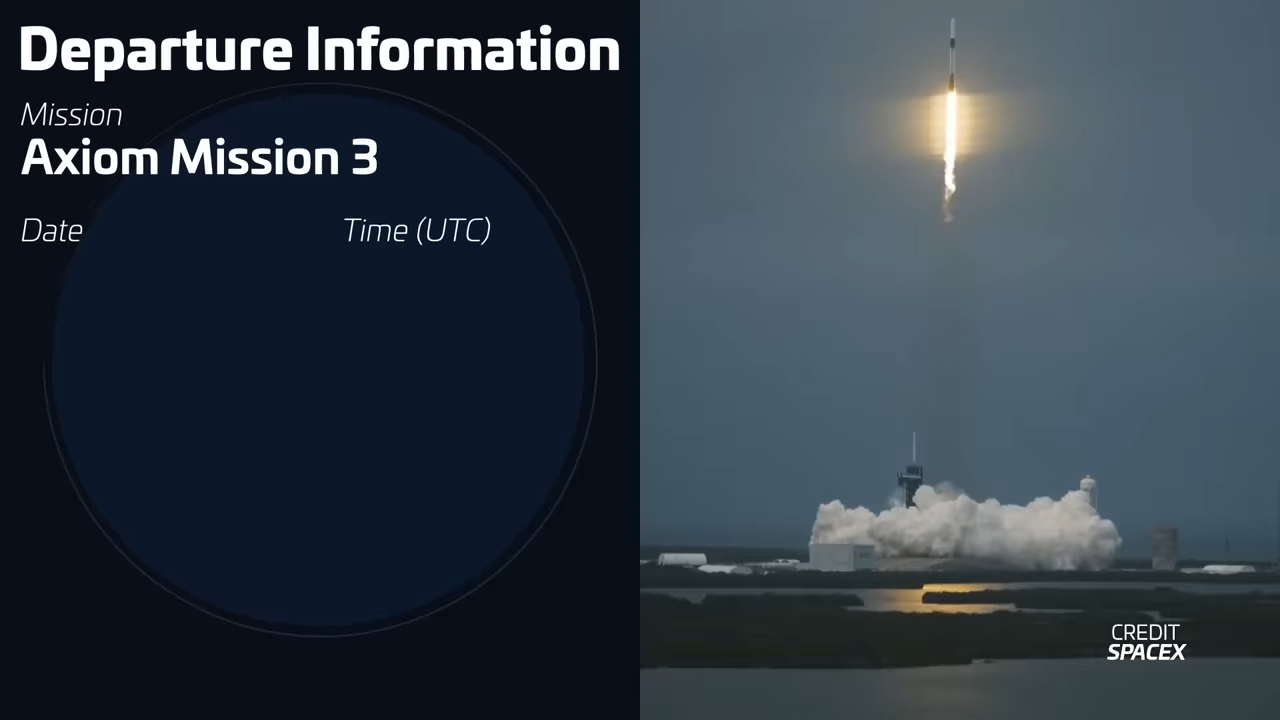 Departure Information
Mission
Axiom Mission 3
Date
Time (UTC)
CREDIT
SPACEX